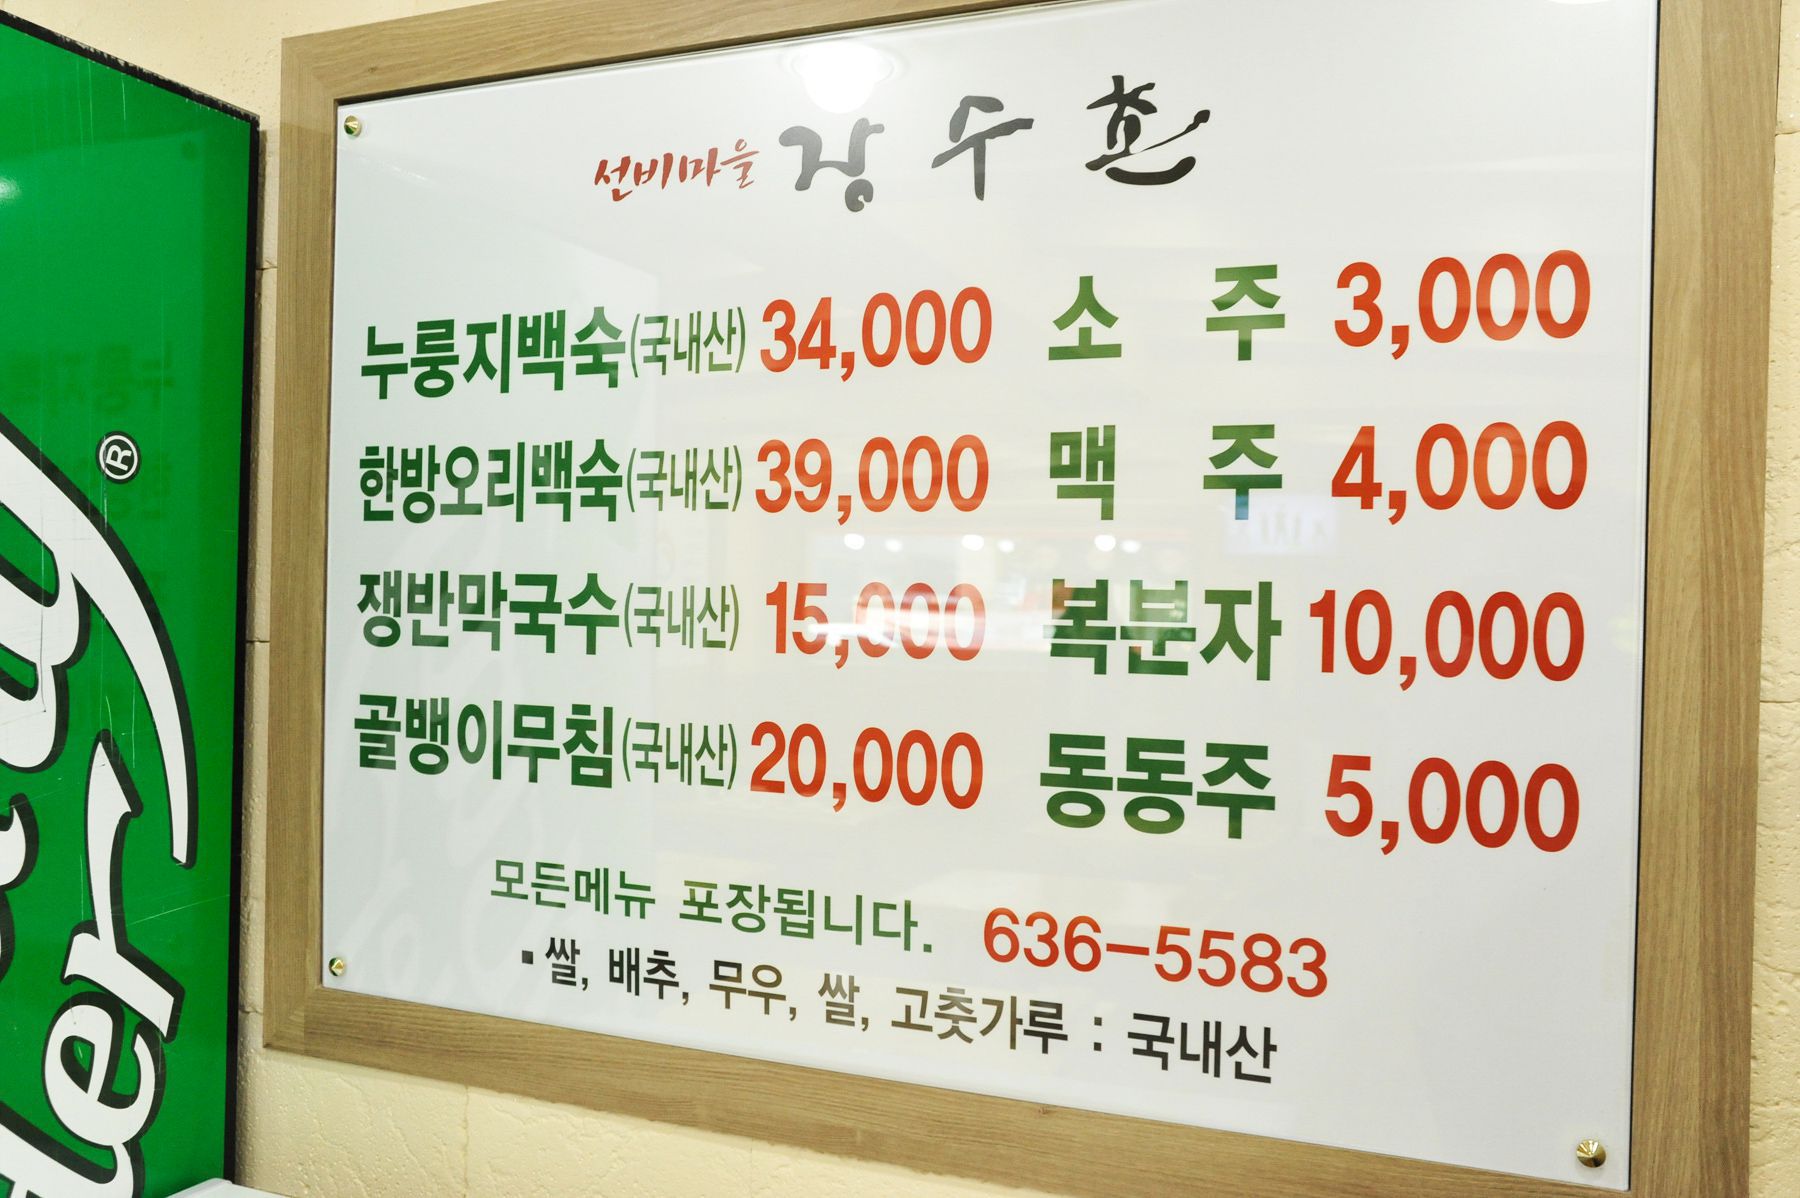 선비마을 장수촌
누룽지백숙(국내산) 34,000 소 주 3,000
한방오리백숙(국내산) 39,000 맥 주 4,000
쟁반막국수(국내산) 15,000 복분자 10,000
골뱅이무침(국내산) 20,000 동동주 5,000
모든메뉴 포장됩니다. 636-5583
▪쌀, 배추, 무우, 쌀, 고춧가루 : 국내산
®